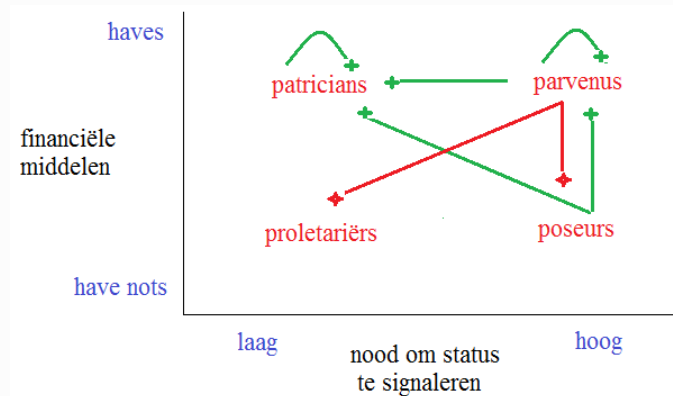 haves
patricians
parvenus
financiële
middelen
proletariërs
poseurs
have nots
laag
hoog
nood om status
te signaleren